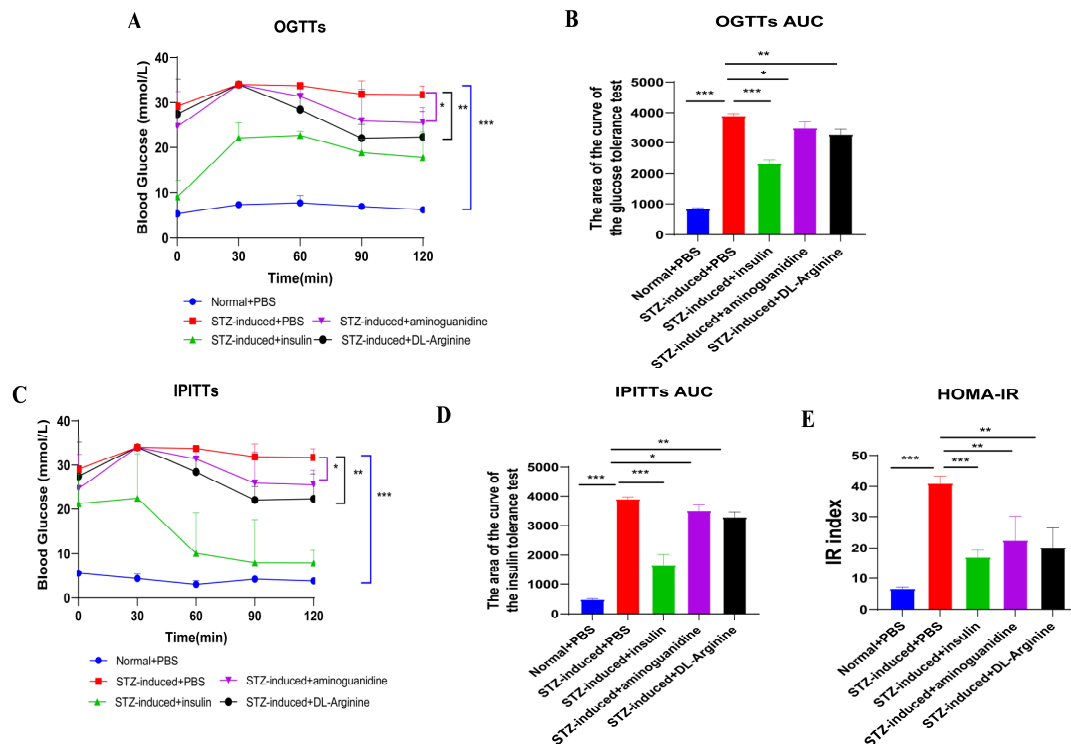 A
OGTTs
Blood Glucose (mmol/L)
40
30
20
10
0
0 30 60 90 120
Time(min)
* ** ***
Normal+PBS
STZ-induced+PBS STZ-induced+aminoguanidine
STZ-induced+insulin STZ-induced+DL-Arginine
B
OGTTs AUC
The area of the curve of
the glucose tolerance test
5000
4000
3000
2000
1000
0
**
*
*** ***
Normal+PBS
STZ-induced+PBS
STZ-induced+insulin
STZ-induced+aminoguanidine
STZ-induced+DL-Arginine
C
IPITTs
Blood Glucose (mmol/L)
40
30
20
10
0
0 30 60 90 120
Time(min)
* ** ***
Normal+PBS
STZ-induced+PBS STZ-induced+aminoguanidine
STZ-induced+insulin STZ-induced+DL-Arginine
D
IPITTs AUC
The area of the curve of
the insulin tolerance test
5000
4000
3000
2000
1000
0
**
*
*** ***
Normal+PBS
STZ-induced+PBS
STZ-induced+insulin
STZ-induced+aminoguanidine
STZ-induced+DL-Arginine
E
HOMA-IR
IR index
50
40
30
20
10
0
**
**
*** ***
Normal+PBS
STZ-induced+PBS
STZ-induced+insulin
STZ-induced+aminoguanidine
STZ-induced+DL-Arginine